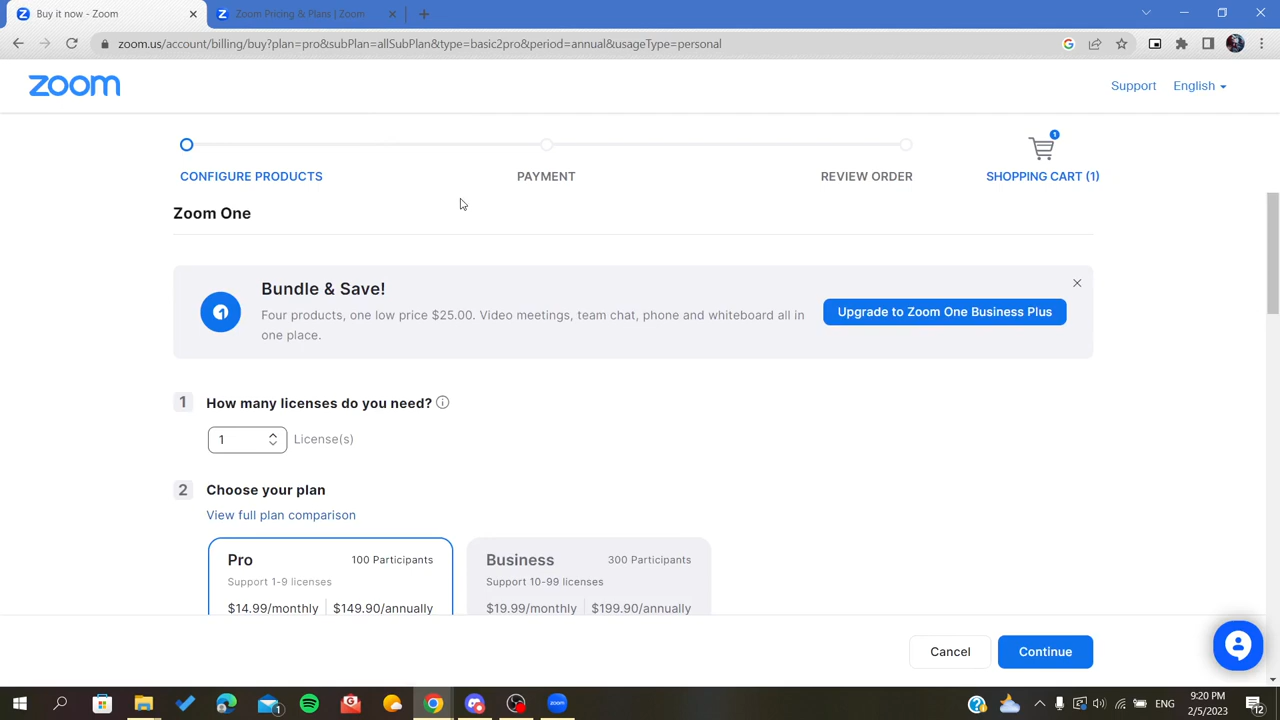 Buy it now - Zoom
Zoom Pricing & Plans | Zoom
zoom.us/account/billing/buy?plan=pro&subPlan=allSubPlan&type=basic2pro&period=annual&usageType=personal
zoom
Support
English
1
CONFIGURE PRODUCTS
PAYMENT
REVIEW ORDER
SHOPPING CART (1)
Zoom One
Bundle & Save!
Four products, one low price $25.00. Video meetings, team chat, phone and whiteboard all in
one place.
Upgrade to Zoom One Business Plus
1 How many licenses do you need?
1 License(s)
2 Choose your plan
View full plan comparison
Pro 100 Participants
Support 1-9 licenses
$14.99/monthly $149.90/annually
Business 300 Participants
Support 10-99 licenses
$19.99/monthly $199.90/annually
Cancel
Continue
1
zoom
9:20 PM
2/5/2023
12